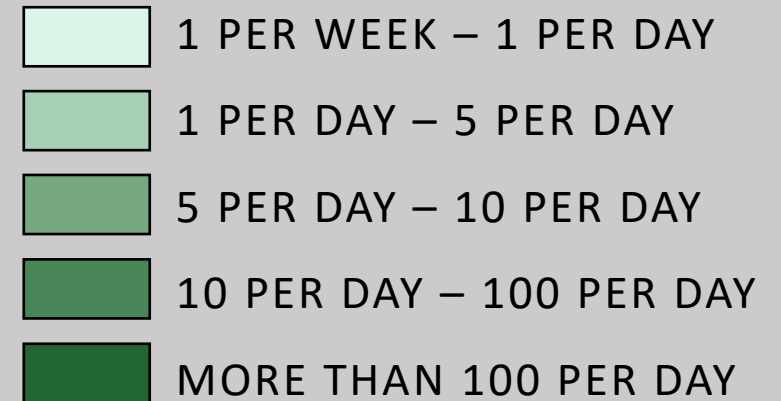 1 PER WEEK – 1 PER DAY
1 PER DAY – 5 PER DAY
5 PER DAY – 10 PER DAY
10 PER DAY – 100 PER DAY
MORE THAN 100 PER DAY